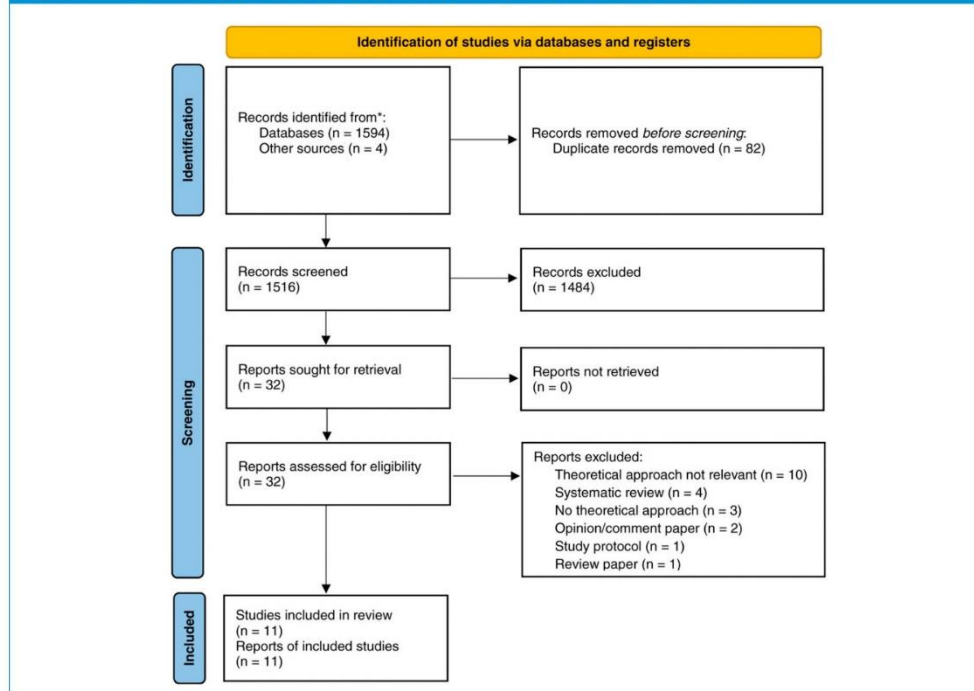 Identification of studies via databases and registers
Identification
Records identified from*:
Databases (n = 1594)
Other sources (n = 4)
Records removed before screening:
Duplicate records removed (n = 82)
Screening
Records screened
(n = 1516)
Records excluded
(n = 1484)
Reports sought for retrieval
(n = 32)
Reports not retrieved
(n = 0)
Reports assessed for eligibility
(n = 32)
Reports excluded:
Theoretical approach not relevant (n = 10)
Systematic review (n = 4)
No theoretical approach (n = 3)
Opinion/comment paper (n = 2)
Study protocol (n = 1)
Review paper (n = 1)
Included
Studies included in review
(n = 11)
Reports of included studies
(n = 11)